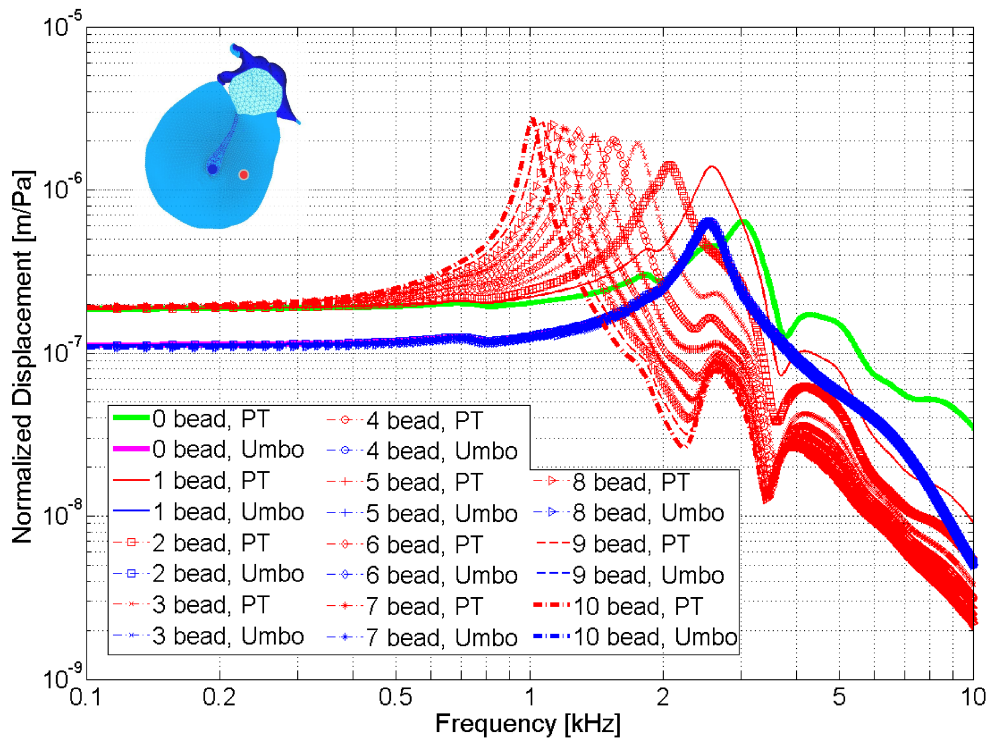 10^-5
10^-6
10^-7
10^-8
10^-9
Normalized Displacement [m/Pa]
0 bead, PT
0 bead, Umbo
1 bead, PT
1 bead, Umbo
2 bead, PT
2 bead, Umbo
3 bead, PT
3 bead, Umbo
4 bead, PT
4 bead, Umbo
5 bead, PT
5 bead, Umbo
6 bead, PT
6 bead, Umbo
7 bead, PT
7 bead, Umbo
8 bead, PT
8 bead, Umbo
9 bead, PT
9 bead, Umbo
10 bead, PT
10 bead, Umbo
0.1 0.2 0.5 1 2 5 10
Frequency [kHz]